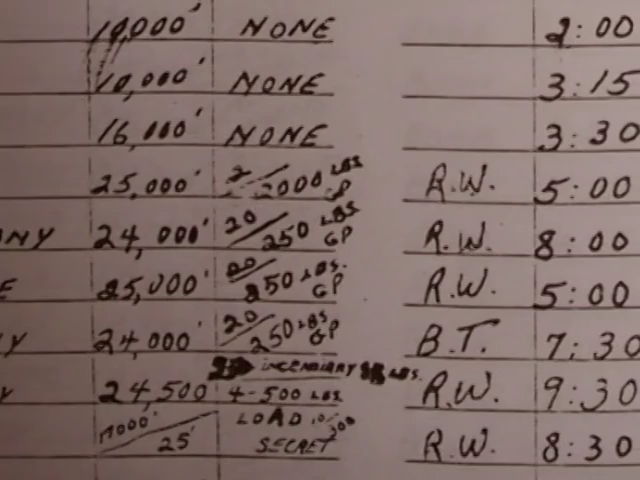 10,000' NONE 2:00
10,000' NONE 3:15
16,000' NONE 3:30
25,000' 2/2000 LBS GP R.W. 5:00
NY 24,000' 20/250 LBS GP R.W. 8:00
E 25,000' 20/250 LBS. GP R.W. 5:00
Y 24,000' 20/250 LBS GP B.T. 7:30
INCENDIARY LBS.
Y 24,500 4-500 LBS. R.W. 9:30
25' LOAD SECRET R.W. 8:30